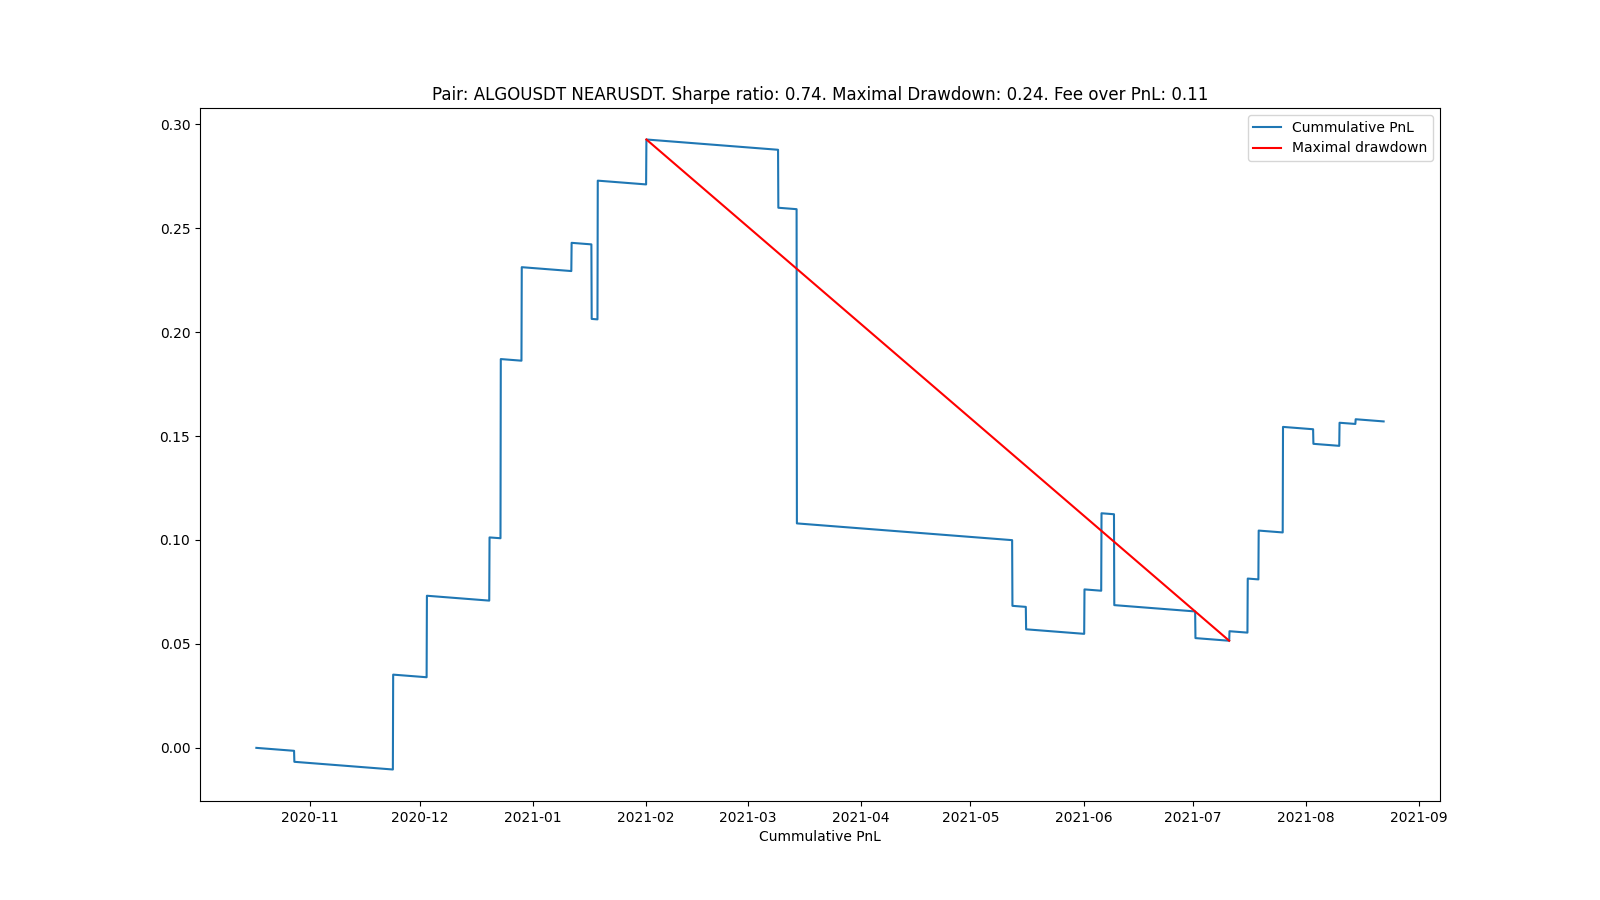 Pair: ALGOUSDT NEARUSDT. Sharpe ratio: 0.74. Maximal Drawdown: 0.24. Fee over PnL: 0.11
Cummulative PnL
Maximal drawdown
0.30
0.25
0.20
0.15
0.10
0.05
0.00
2020-11 2020-12 2021-01 2021-02 2021-03 2021-04 2021-05 2021-06 2021-07 2021-08 2021-09
Cummulative PnL